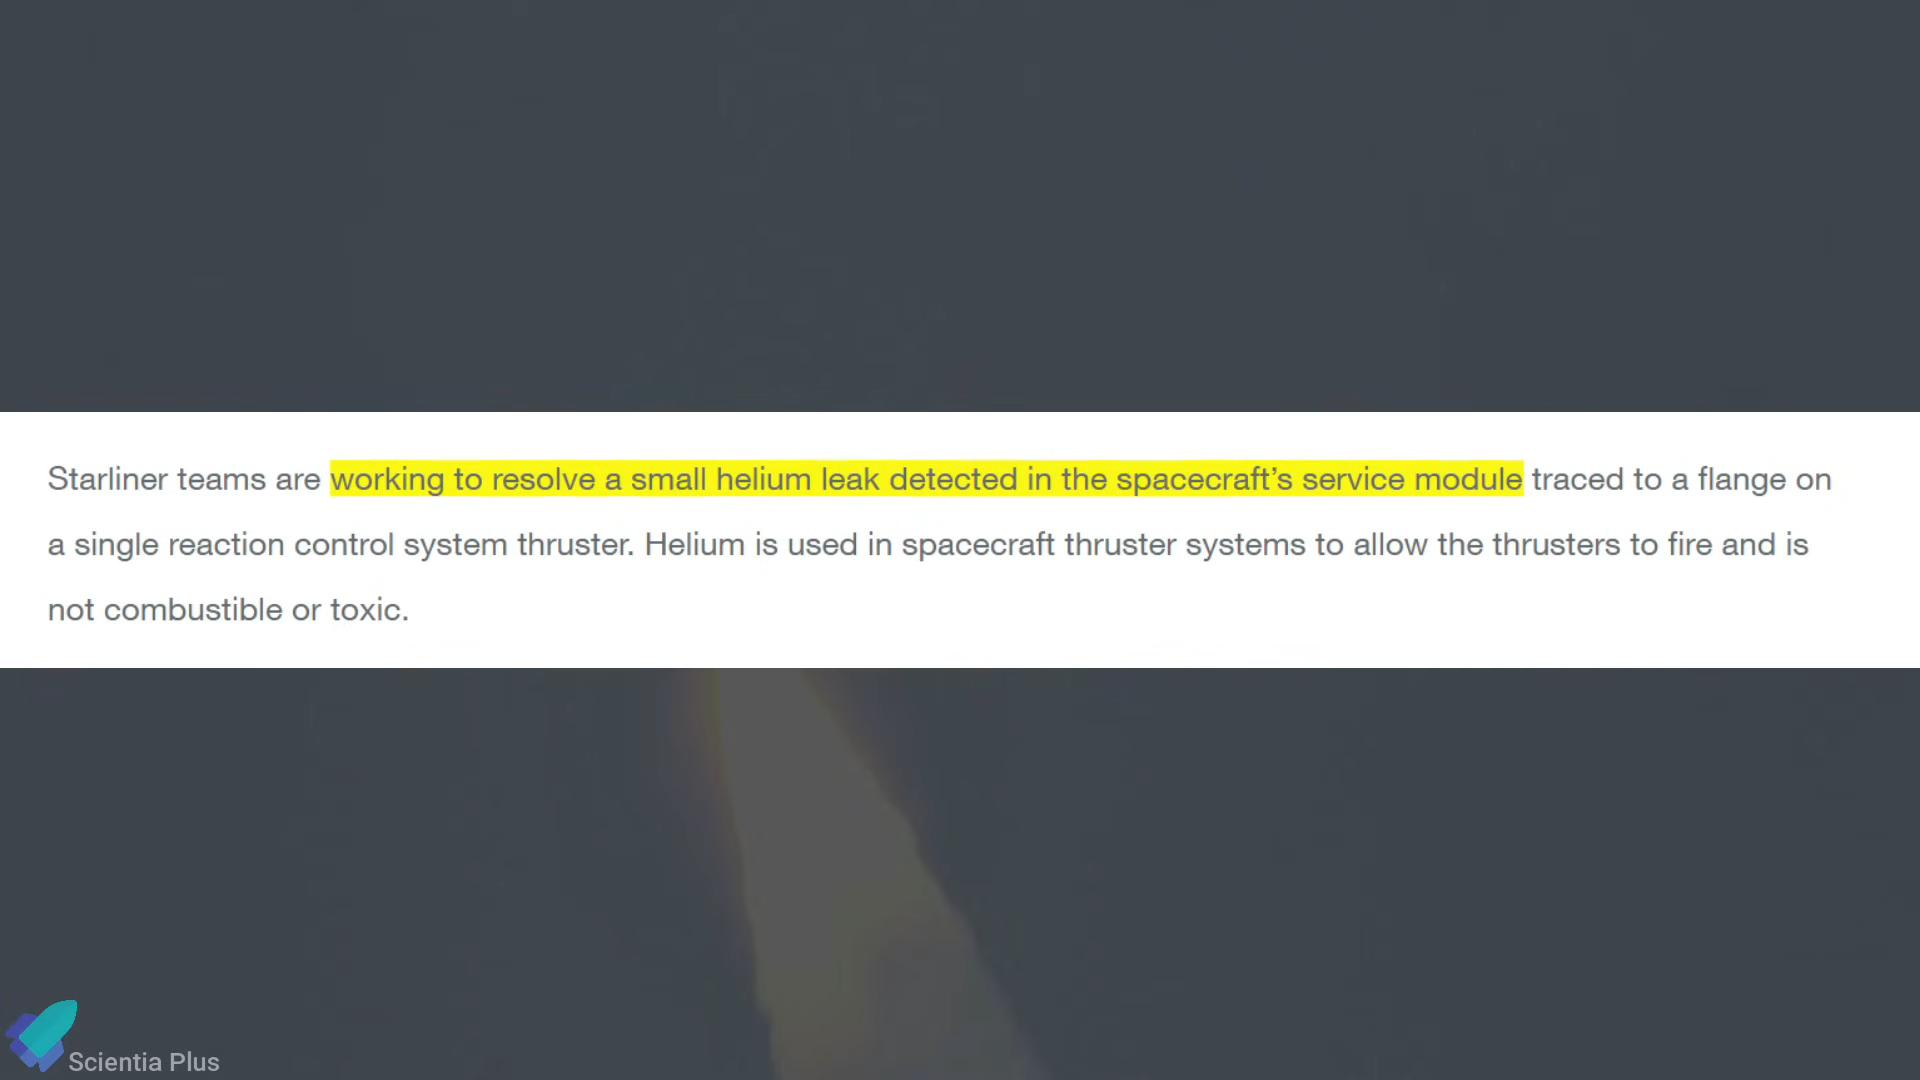 Starliner teams are working to resolve a small helium leak detected in the spacecraft’s service module traced to a flange on
a single reaction control system thruster. Helium is used in spacecraft thruster systems to allow the thrusters to fire and is
not combustible or toxic.
Scientia Plus